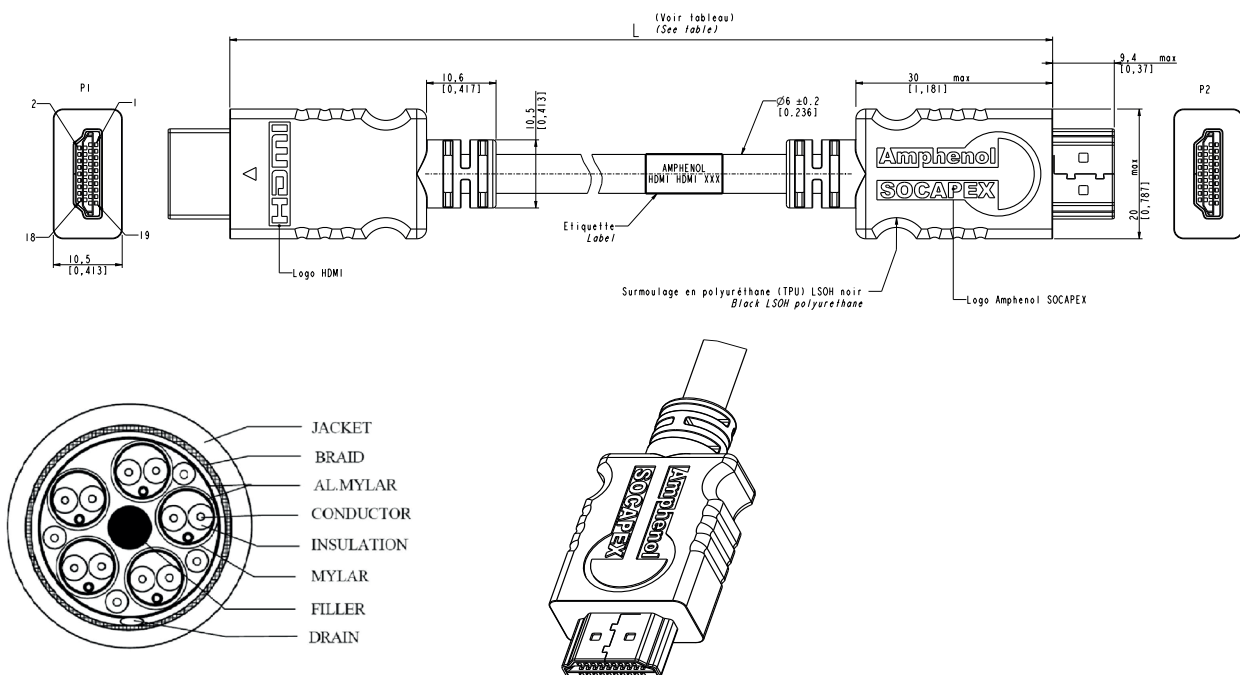 (Voir tableau)
L (See table)
9,4 max
[0,37]
10,6
[0,417]
30 max
[1,181]
P1
2
1
10,5
[0,413]
Ø6 ±0.2
[0.236]
P2
HDMI
AMPHENOL
HDMI HDMI XXX
Amphenol
SOCAPEX
20 max
[0,787]
Etiquette
Label
18
19
10,5
[0,413]
Logo HDMI
Surmoulage en polyuréthane (TPU) LSOH noir
Black LSOH polyurethane
Logo Amphenol SOCAPEX
JACKET
BRAID
AL.MYLAR
CONDUCTOR
INSULATION
MYLAR
FILLER
DRAIN
Amphenol
SOCAPEX